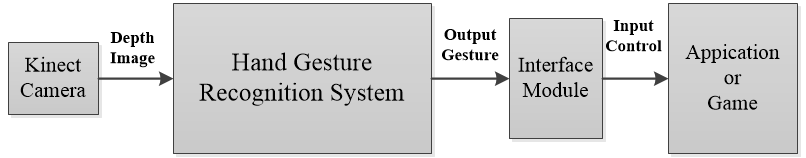 Kinect
Camera
Depth
Image
Hand Gesture
Recognition System
Output
Gesture
Interface
Module
Input
Control
Appication
or
Game